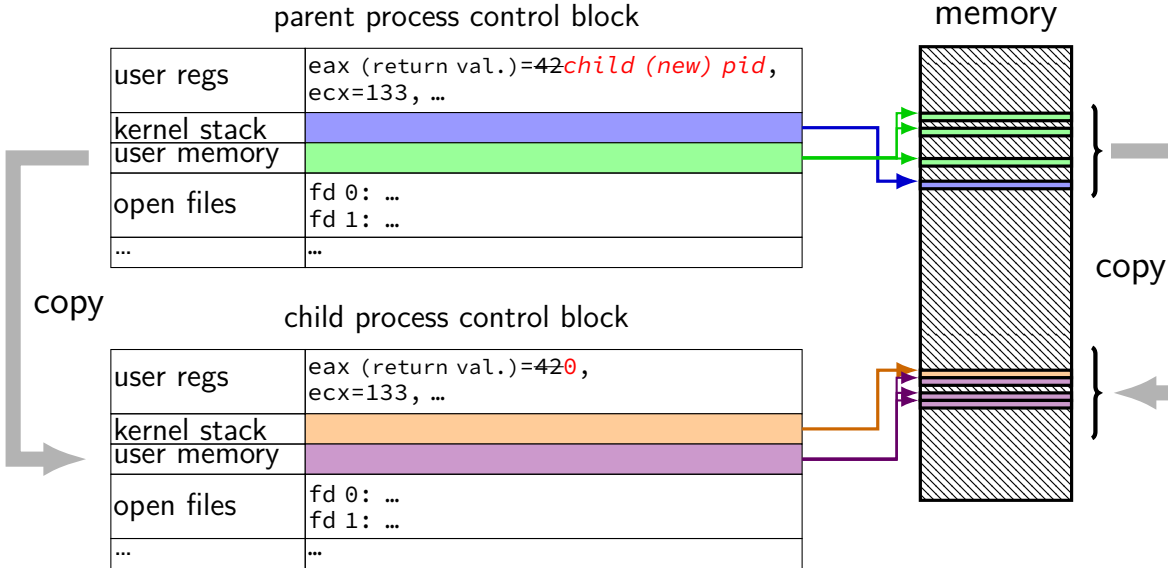 parent process control block
memory
user regs
eax (return val.)=42child (new) pid,
ecx=133, …
kernel stack
user memory
open files
fd 0: …
fd 1: …
… …
copy
copy
child process control block
user regs
eax (return val.)=420,
ecx=133, …
kernel stack
user memory
open files
fd 0: …
fd 1: …
… …